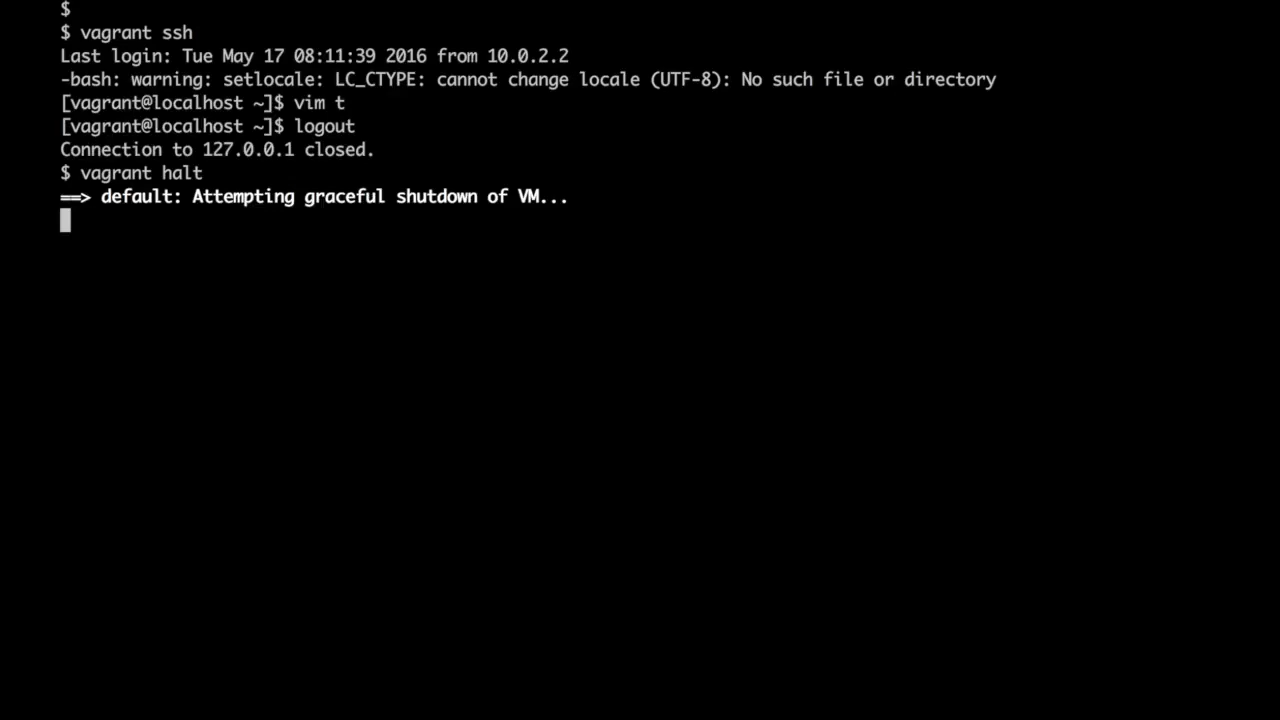 $
$ vagrant ssh
Last login: Tue May 17 08:11:39 2016 from 10.0.2.2
-bash: warning: setlocale: LC_CTYPE: cannot change locale (UTF-8): No such file or directory
[vagrant@localhost ~]$ vim t
[vagrant@localhost ~]$ logout
Connection to 127.0.0.1 closed.
$ vagrant halt
==> default: Attempting graceful shutdown of VM...